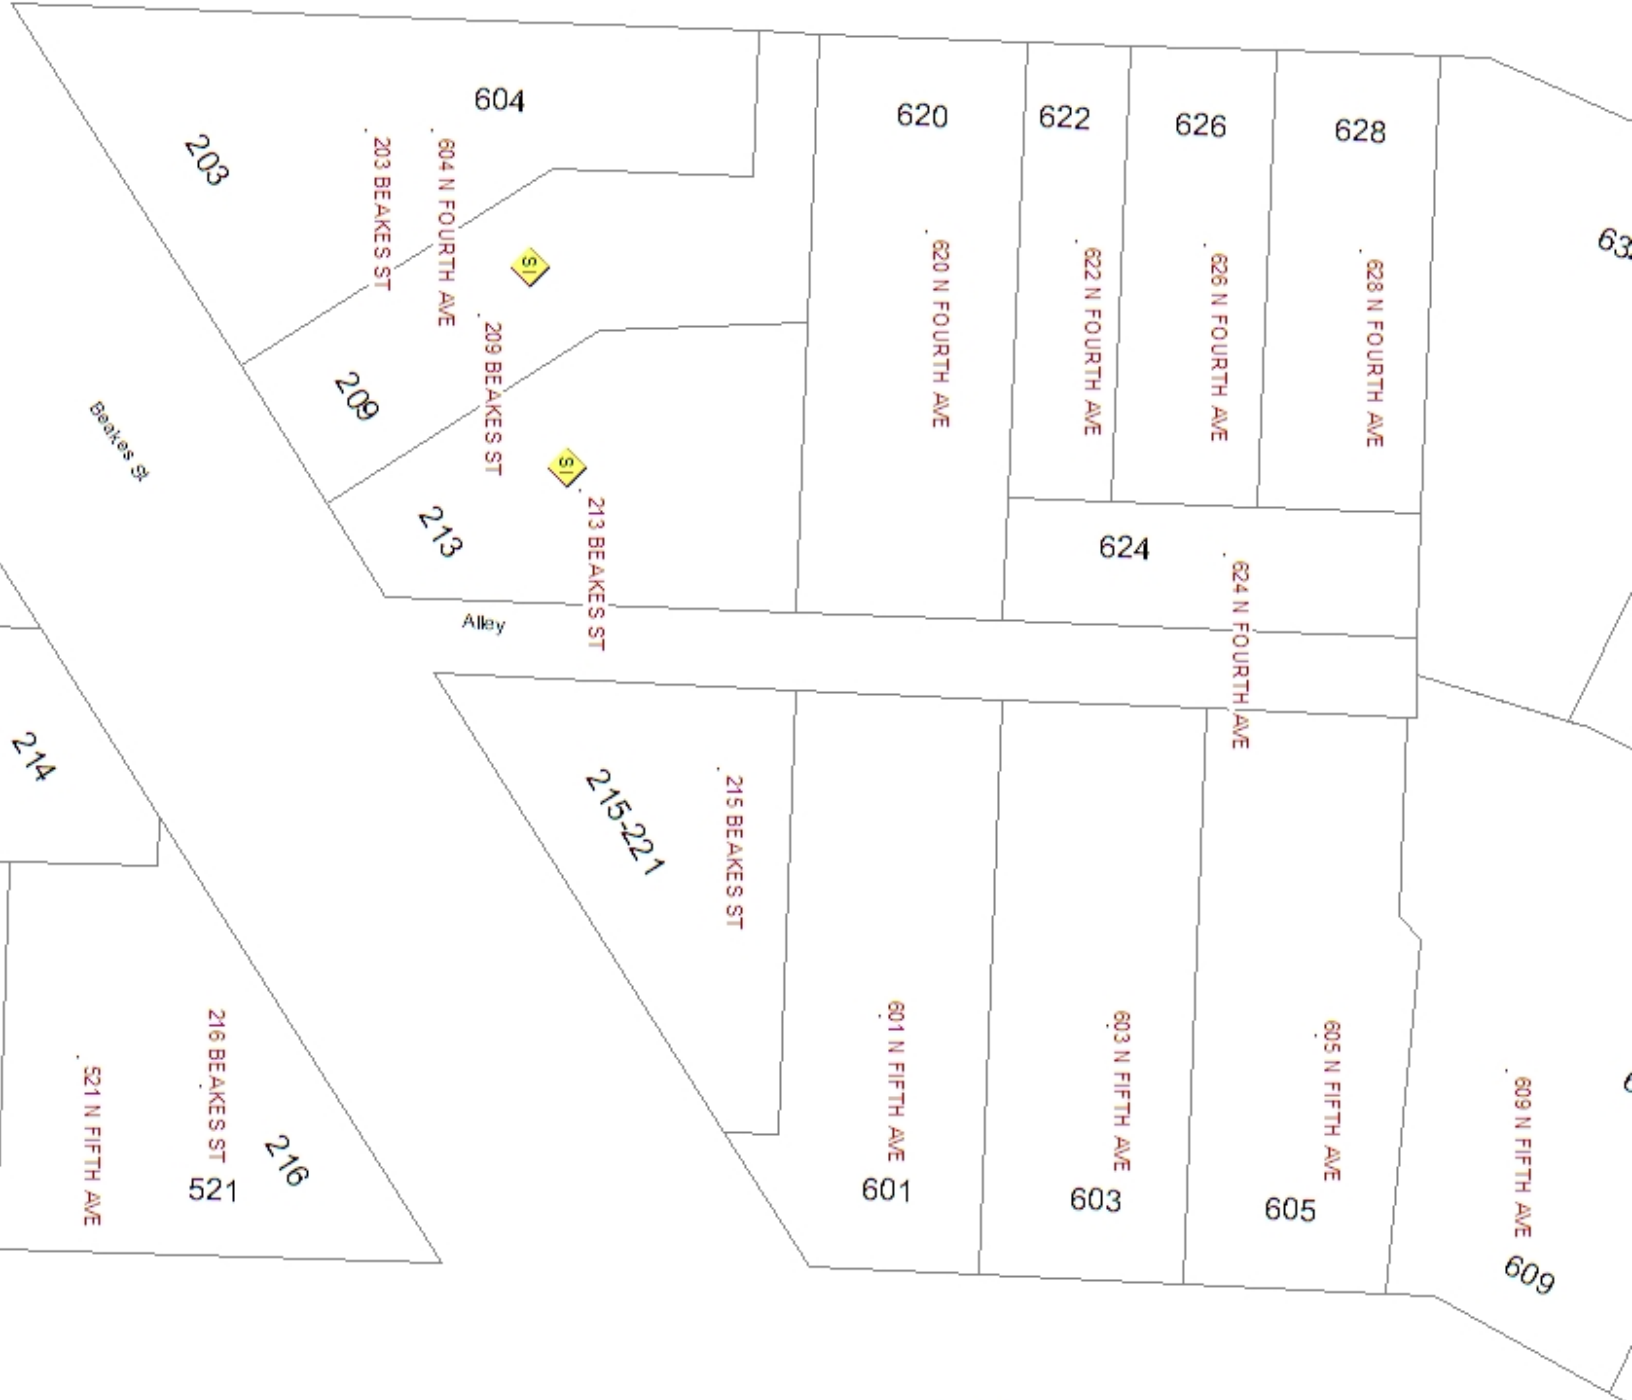 604
620
622
626
628
203
203 BEAKES ST
604 N FOURTH AVE
620 N FOURTH AVE
622 N FOURTH AVE
626 N FOURTH AVE
628 N FOURTH AVE
SI
209
209 BEAKES ST
Beakes St
SI
213
213 BEAKES ST
624
624 N FOURTH AVE
Alley
214
215-221
215 BEAKES ST
601 N FIFTH AVE
603 N FIFTH AVE
605 N FIFTH AVE
609 N FIFTH AVE
216 BEAKES ST
521 N FIFTH AVE
216
521
601
603
605
609